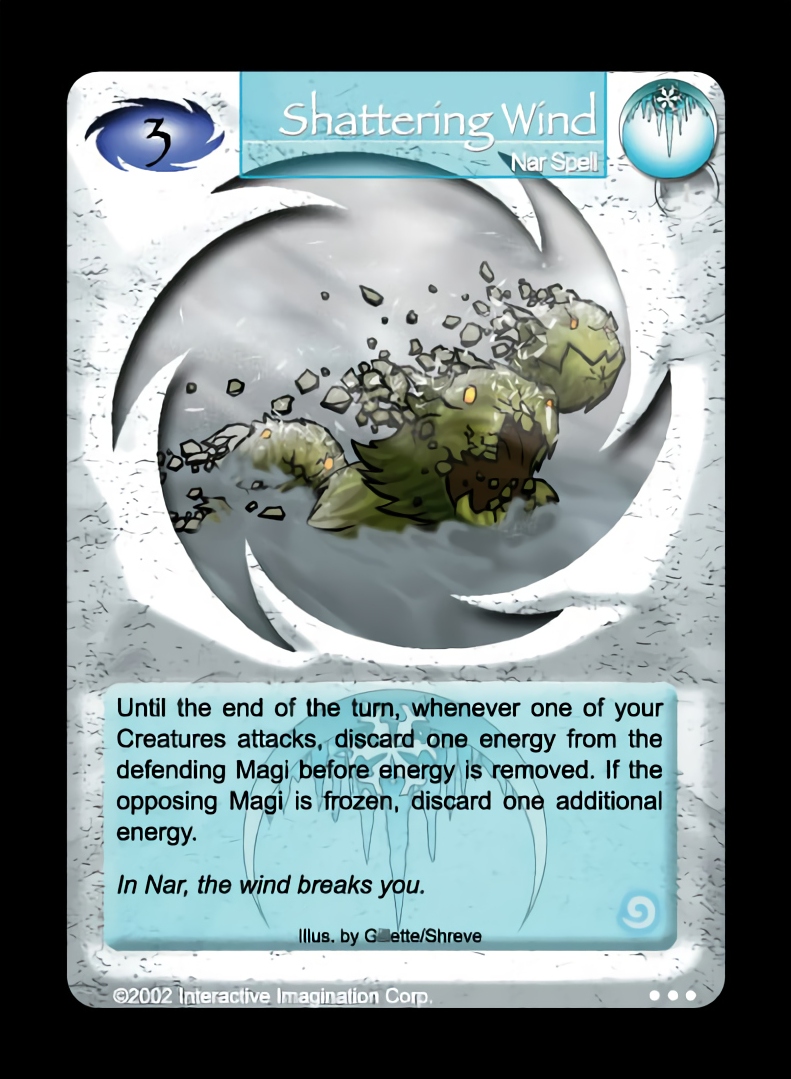 3
Shattering Wind
Nar Spell
Until the end of the turn, whenever one of your
Creatures attacks, discard one energy from the
defending Magi before energy is removed. If the
opposing Magi is frozen, discard one additional
energy.
In Nar, the wind breaks you.
Illus. by
©2002 Interactive Imagination Corp.